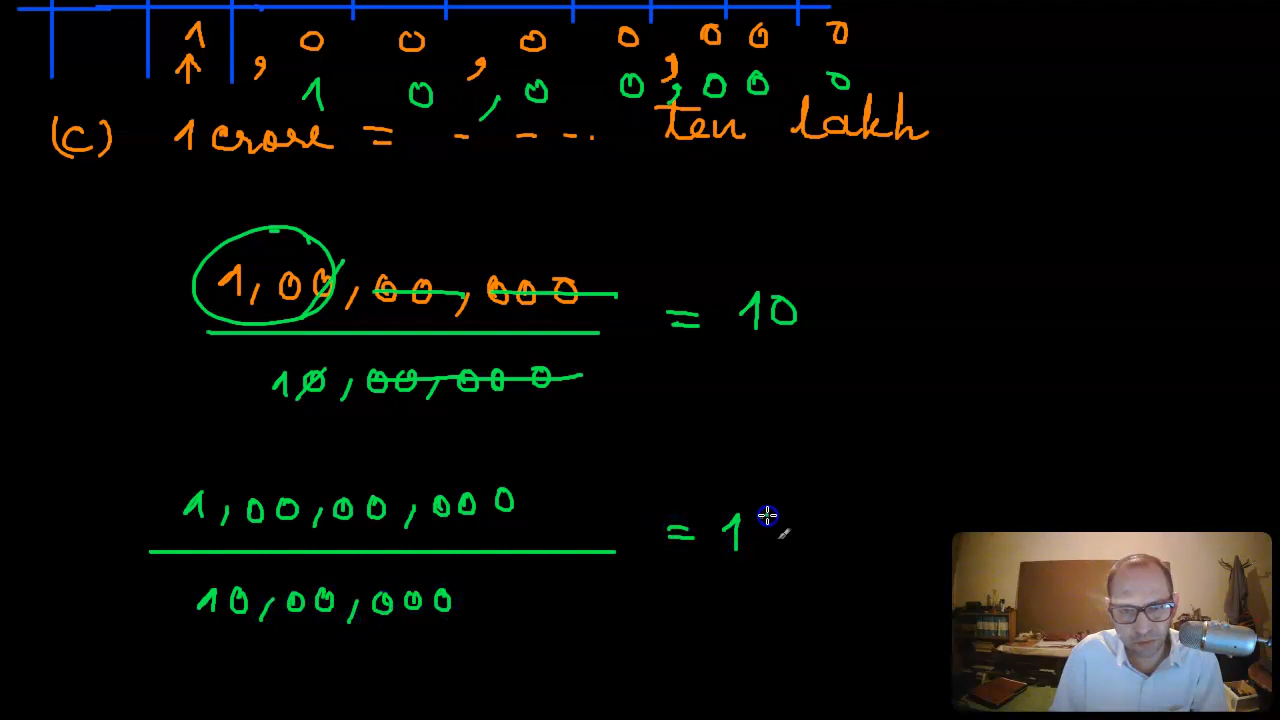 1 , 0 0 , 0 0 , 0 0 0
↑ 1 0 , 0 0 , 0 0 0
(c) 1 crore = - - - . ten lakh
1,00,00,000
= 10
10,00,000
1,00,00,000
= 1
10,00,000